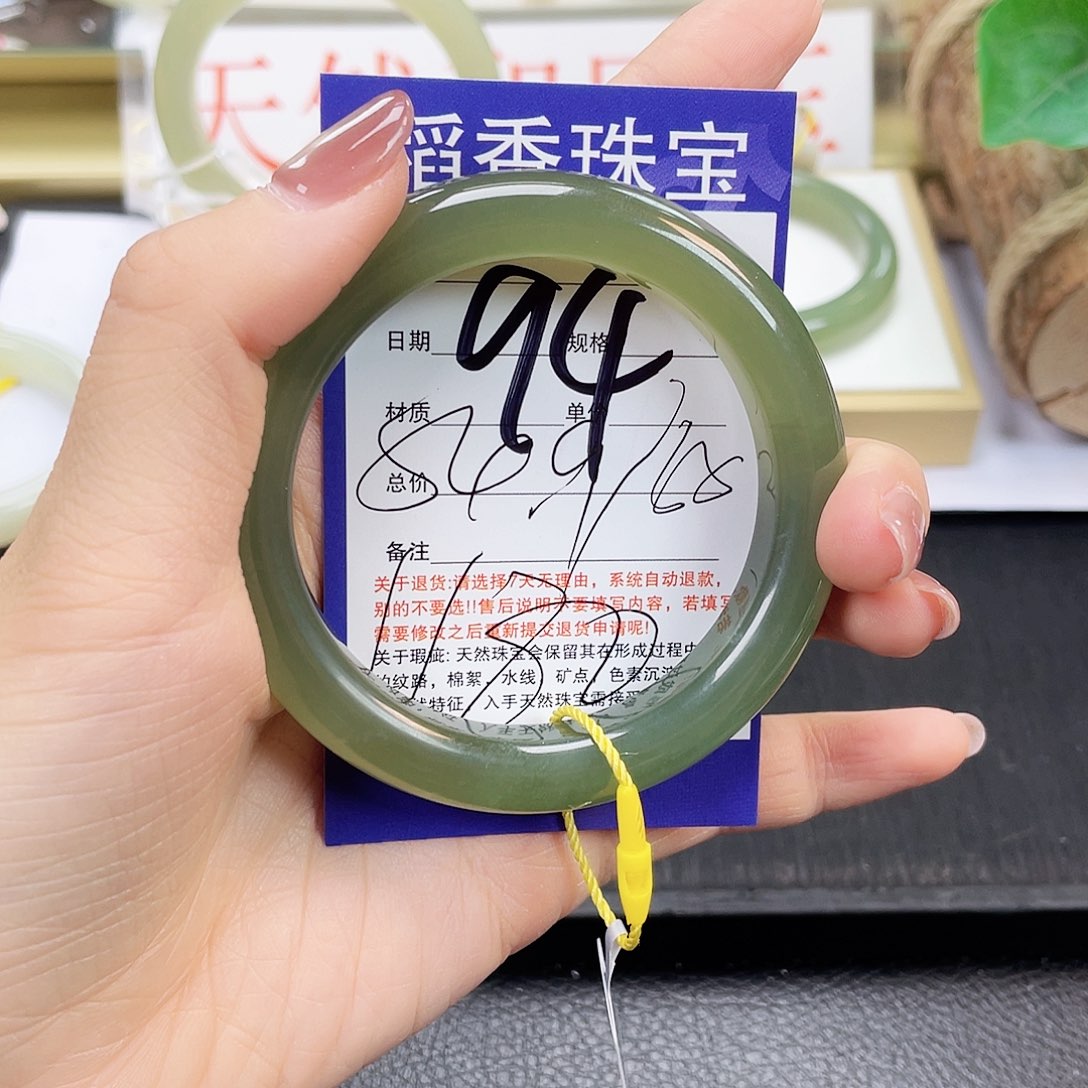 稻香珠宝
94
日期 规格
材质 单价
总价
备注
1130
关于退货:请选择7天无理由，系统自动退款，
别的不要选!!售后说明不要填写内容，若填写
需要修改之后重新提交退货申请呢!
关于瑕疵: 天然珠宝会保留其在形成过程中
的纹路，棉絮，水线，矿点，色素沉淀
特征，入手天然珠宝需接受